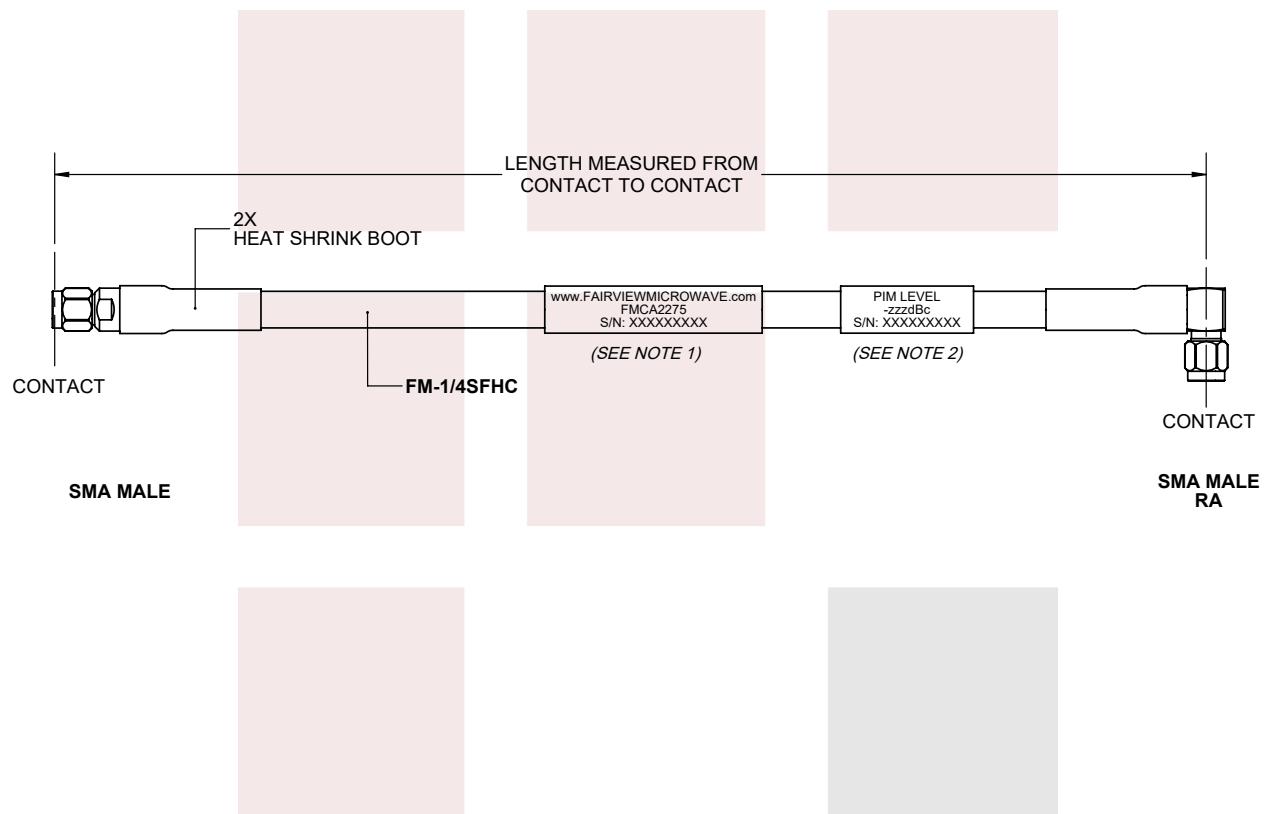 LENGTH MEASURED FROM
CONTACT TO CONTACT
2X
HEAT SHRINK BOOT
www.FAIRVIEWMICROWAVE.com
FMCA2275
S/N: XXXXXXXXX
PIM LEVEL
-zzzdBc
S/N: XXXXXXXXX
(SEE NOTE 1)
(SEE NOTE 2)
CONTACT
FM-1/4SFHC
CONTACT
SMA MALE
SMA MALE
RA